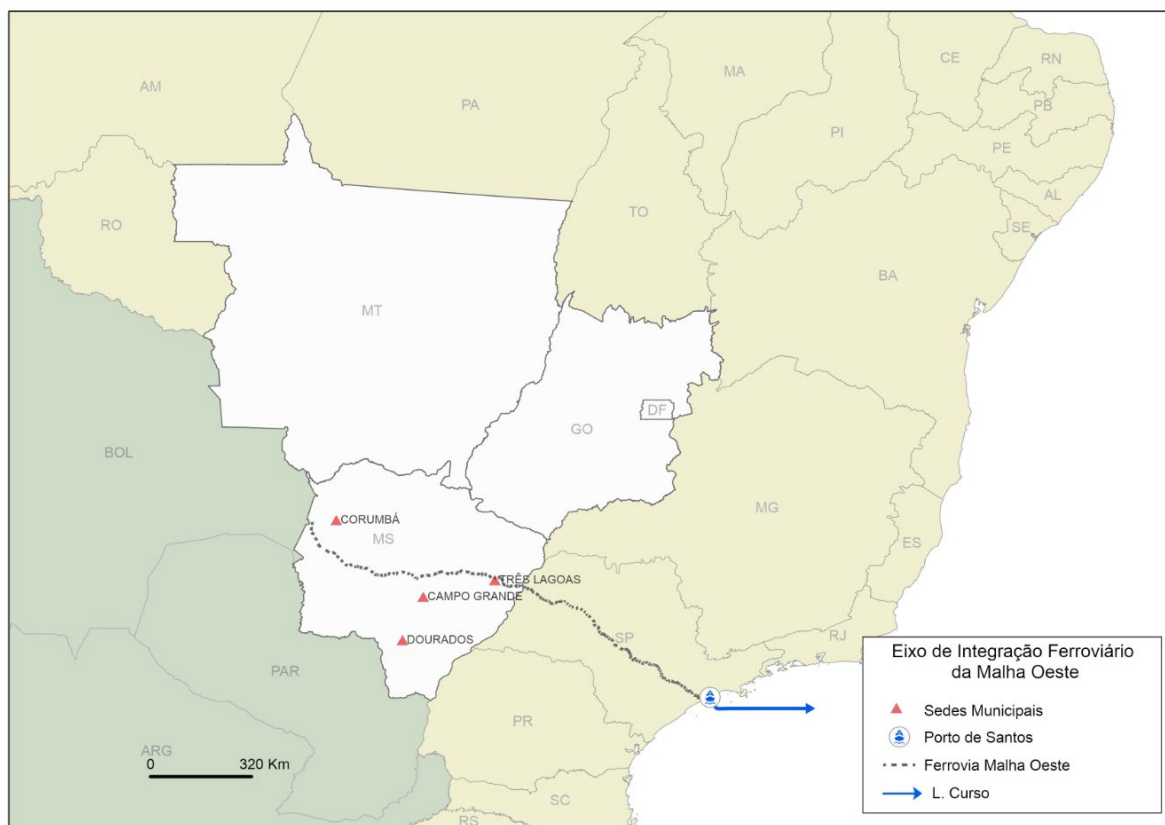 AM
PA
MA
CE
RN
PB
PI
PE
AL
SE
RO
TO
BA
MT
DF
GO
BOL
MG
ES
CORUMBÁ
MS
TRÊS LAGOAS
CAMPO GRANDE
DOURADOS
SP
RJ
PAR
PR
ARG
0 320 Km
SC
RS
Eixo de Integração Ferroviário
da Malha Oeste
Sedes Municipais
Porto de Santos
Ferrovia Malha Oeste
L. Curso